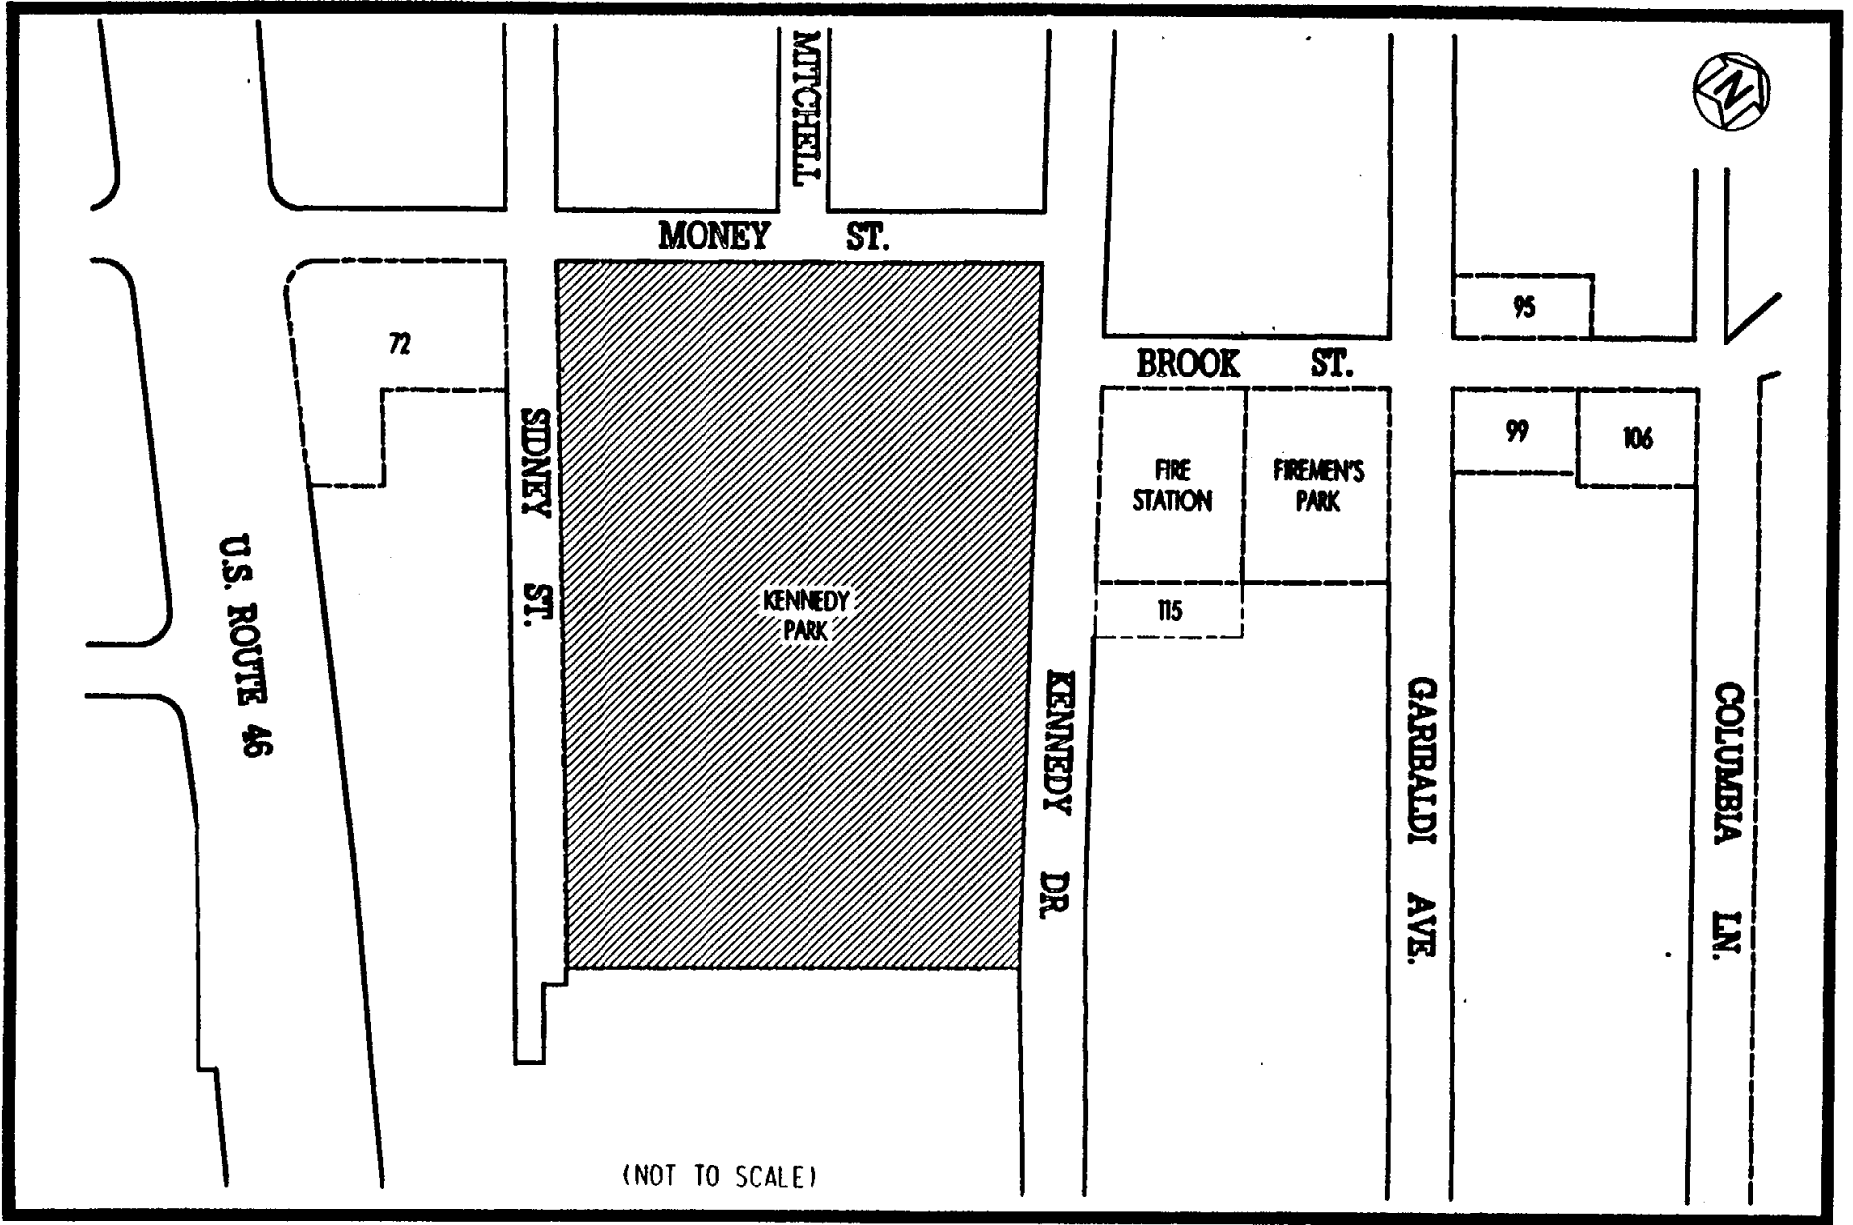 MITCHELL
N
MONEY ST.
95
72
BROOK ST.
SIDNEY ST.
99
106
FIRE
STATION
FIREMEN'S
PARK
U.S. ROUTE 46
KENNEDY
PARK
115
KENNEDY DR.
GARIBALDI AVE.
COLUMBIA LN.
(NOT TO SCALE)